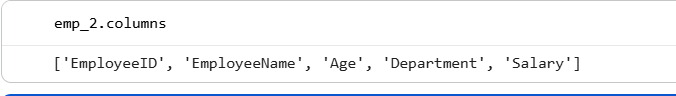 emp_2.columns
['EmployeeID', 'EmployeeName', 'Age', 'Department', 'Salary']